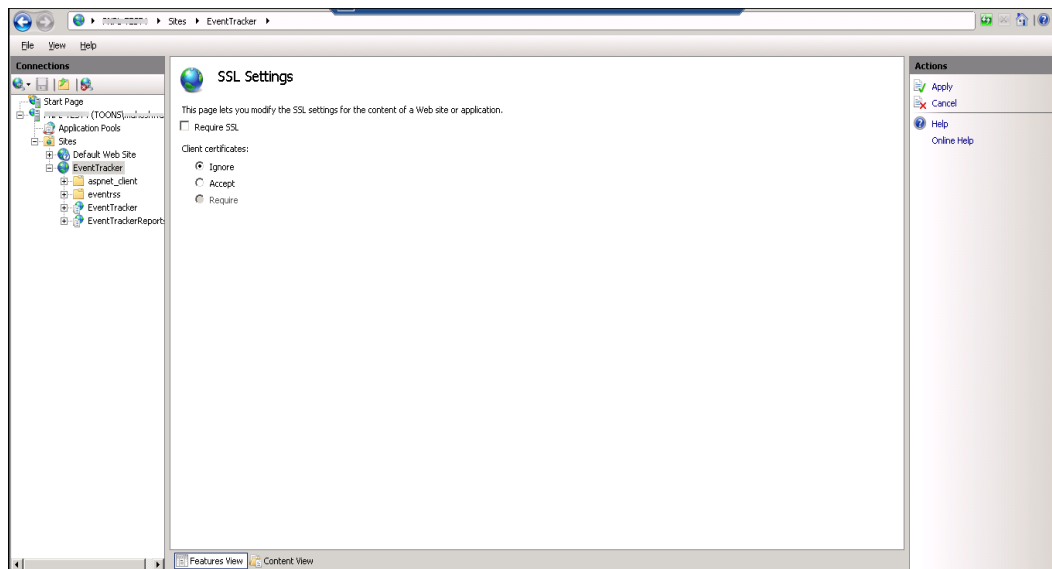 Sites EventTracker
File View Help
Connections
Start Page
(TOONS\
Application Pools
Sites
Default Web Site
EventTracker
aspnet_client
eventrss
EventTracker
EventTrackerReports
SSL Settings
This page lets you modify the SSL settings for the content of a Web site or application.
Require SSL
Client certificates:
Ignore
Accept
Require
Features View Content View
Actions
Apply
Cancel
Help
Online Help